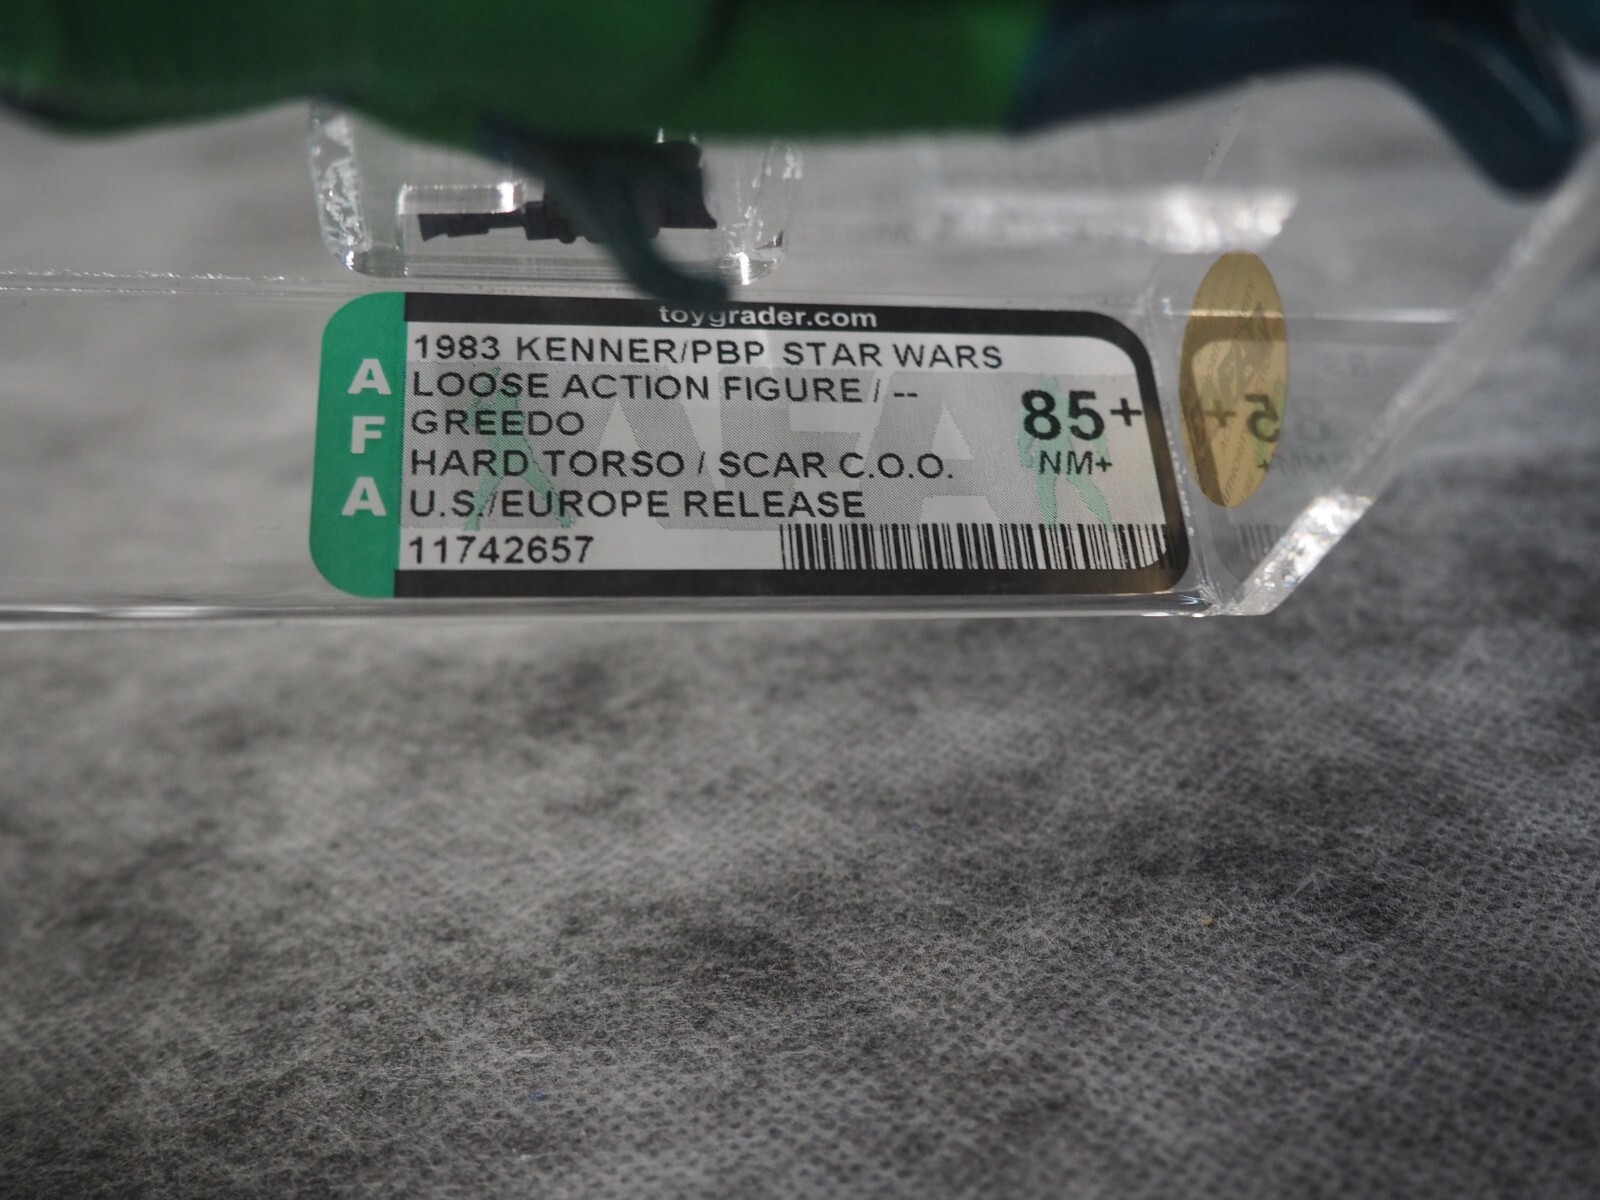 toygrader.com
AFA
1983 KENNER/PBP STAR WARS
LOOSE ACTION FIGURE / --
GREEDO
HARD TORSO / SCAR C.O.O.
U.S./EUROPE RELEASE
11742657
85+
NM+